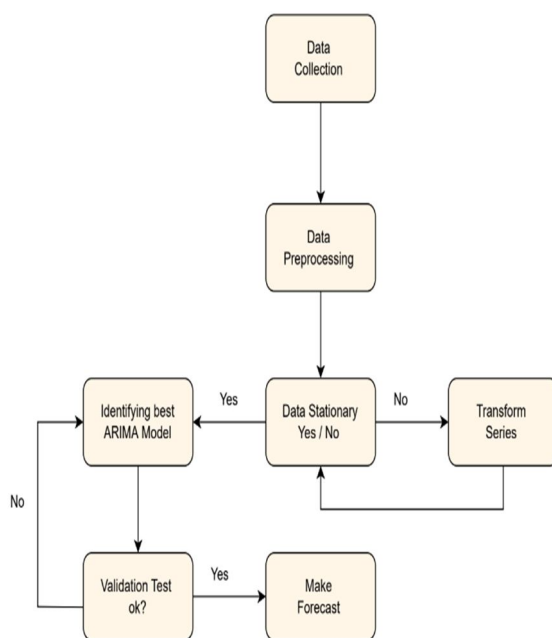 Data
Collection
Data
Preprocessing
Identifying best
ARIMA Model
Yes
Data Stationary
Yes / No
No
Transform
Series
No
Validation Test
ok?
Yes
Make
Forecast